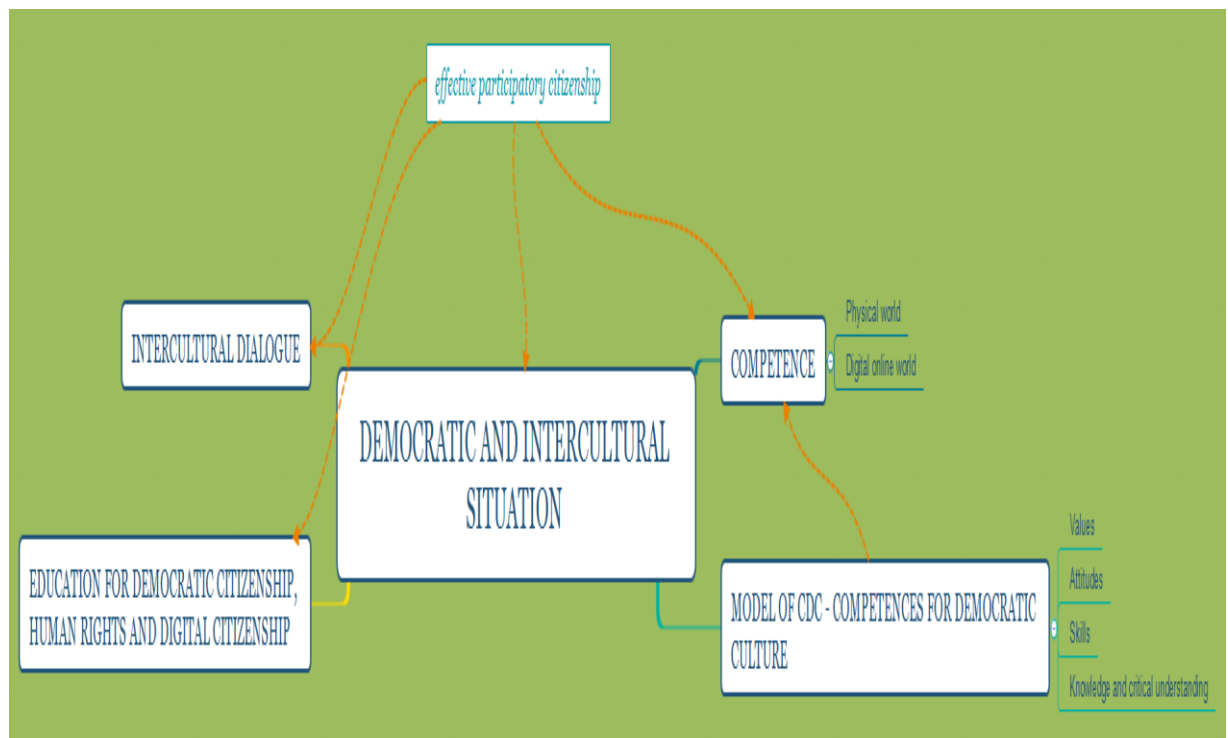 effective participatory citizenship
INTERCULTURAL DIALOGUE
COMPETENCE
Physical world
Digital online world
DEMOCRATIC AND INTERCULTURAL
SITUATION
EDUCATION FOR DEMOCRATIC CITIZENSHIP,
HUMAN RIGHTS AND DIGITAL CITIZENSHIP
MODEL OF CDC - COMPETENCES FOR DEMOCRATIC
CULTURE
Values
Attitudes
Skills
Knowledge and critical understanding